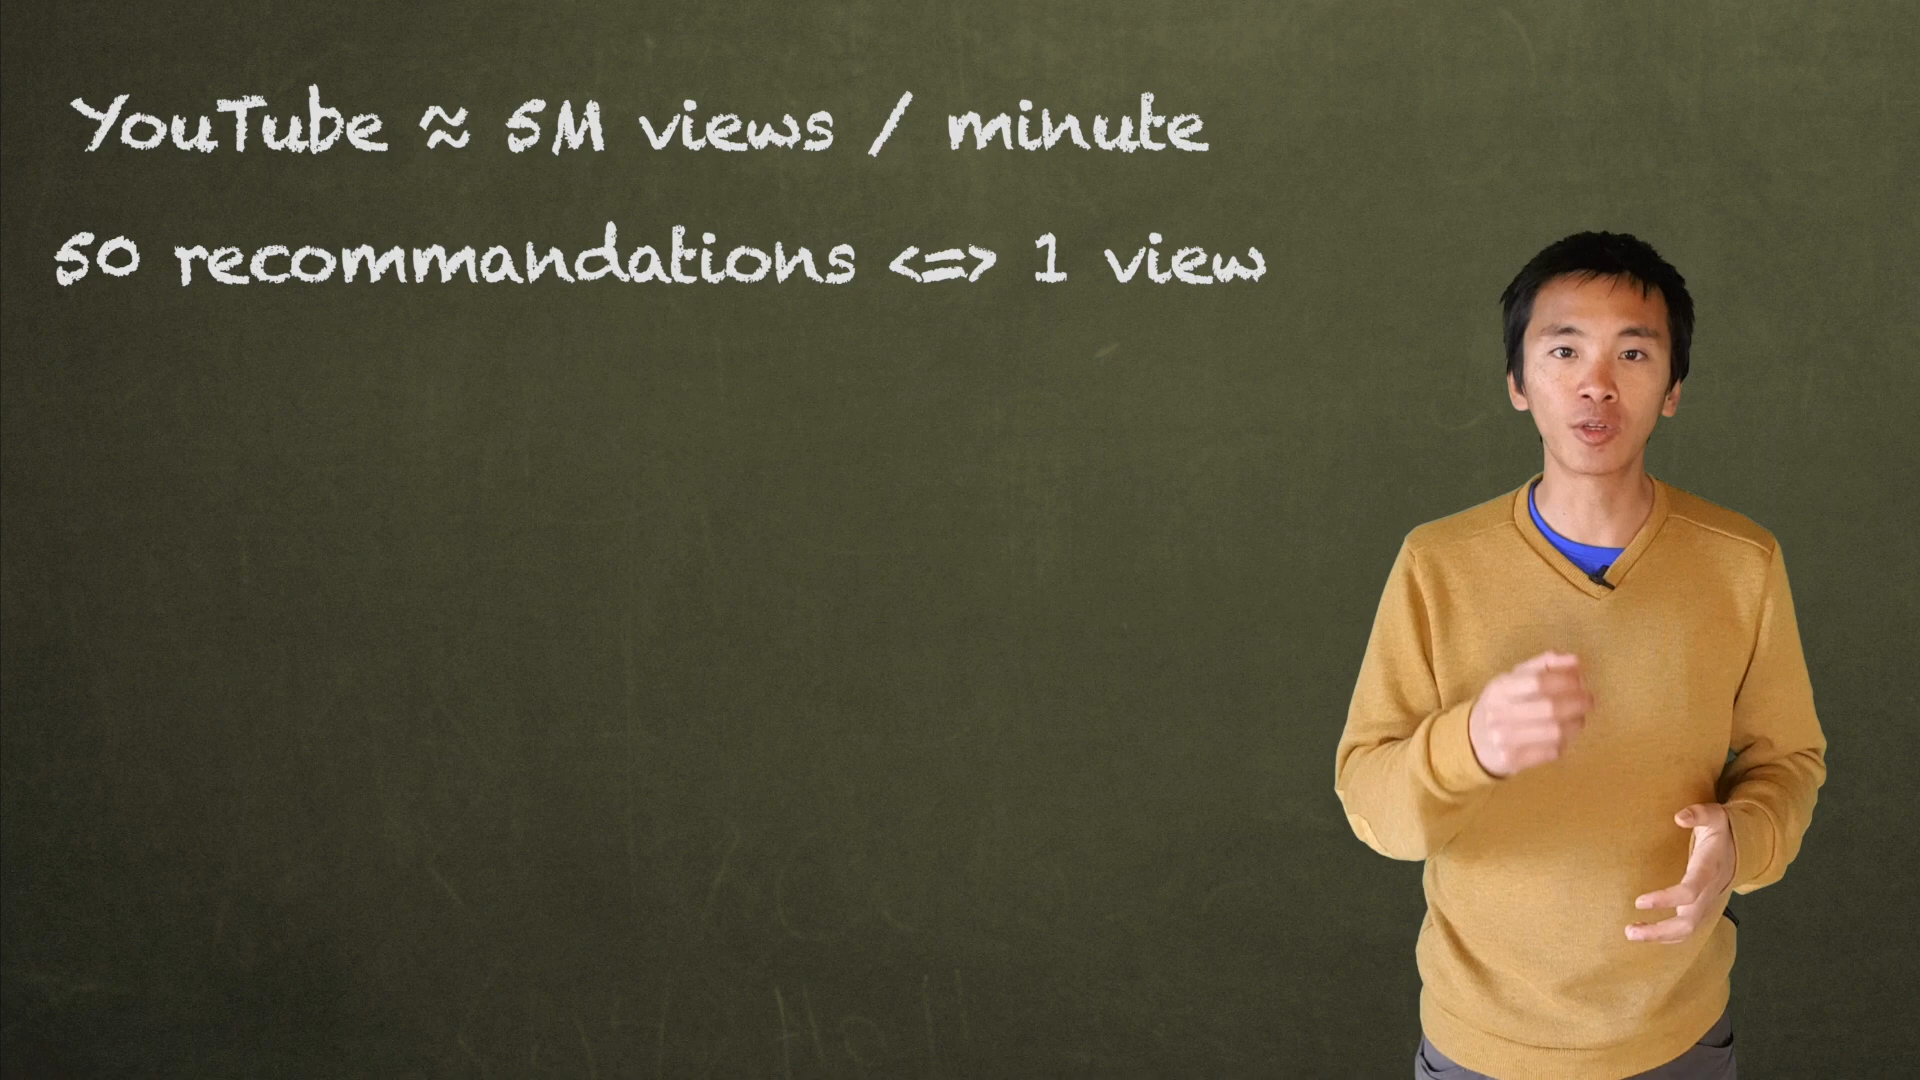 YouTube ≈ 5M views / minute
50 recommandations <=> 1 view